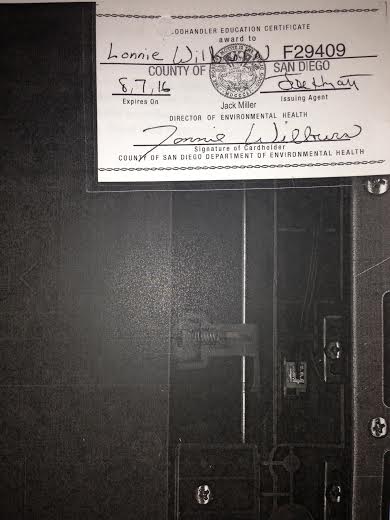 OODHANDLER EDUCATION CERTIFICATE
award to
Lonnie Wilburn F29409
COUNTY OF SAN DIEGO
8,7,16
Expires On
Issuing Agent
Jack Miller
DIRECTOR OF ENVIRONMENTAL HEALTH
Lonnie Wilburn
Signature of Cardholder
COUNTY OF SAN DIEGO DEPARTMENT OF ENVIRONMENTAL HEALTH